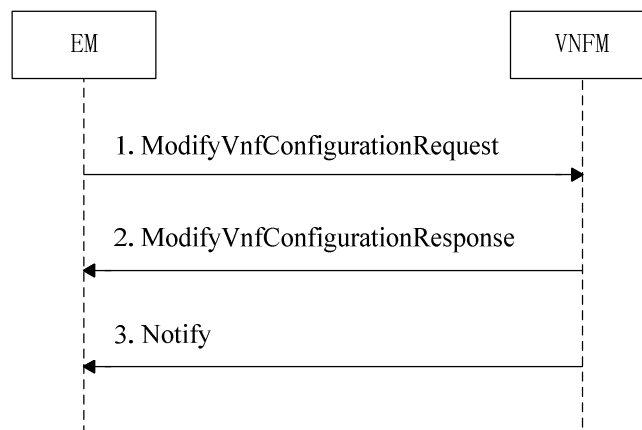 EM
VNFM
1. ModifyVnfConfigurationRequest
2. ModifyVnfConfigurationResponse
3. Notify